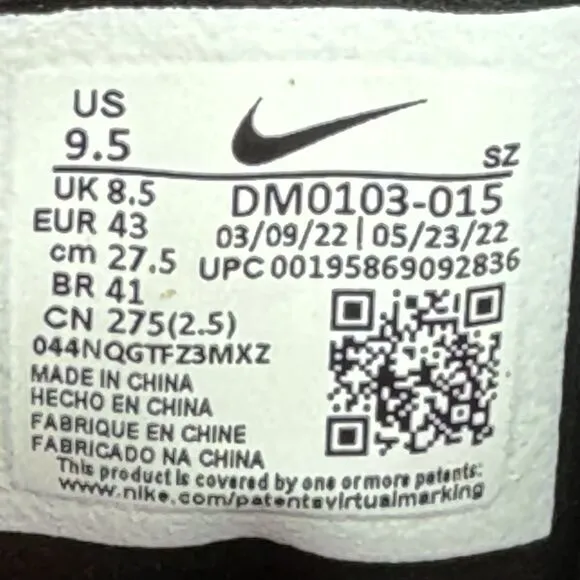 US
9.5
SZ
UK 8.5
DM0103-015
EUR 43
03/09/22 | 05/23/22
cm 27.5
UPC 00195869092836
BR 41
CN 275(2.5)
044NQGTFZ3MXZ
MADE IN CHINA
HECHO EN CHINA
FABRIQUE EN CHINE
FABRICADO NA CHINA
This product is covered by one or more patents:
www.nike.com/patentsvirtualmarking